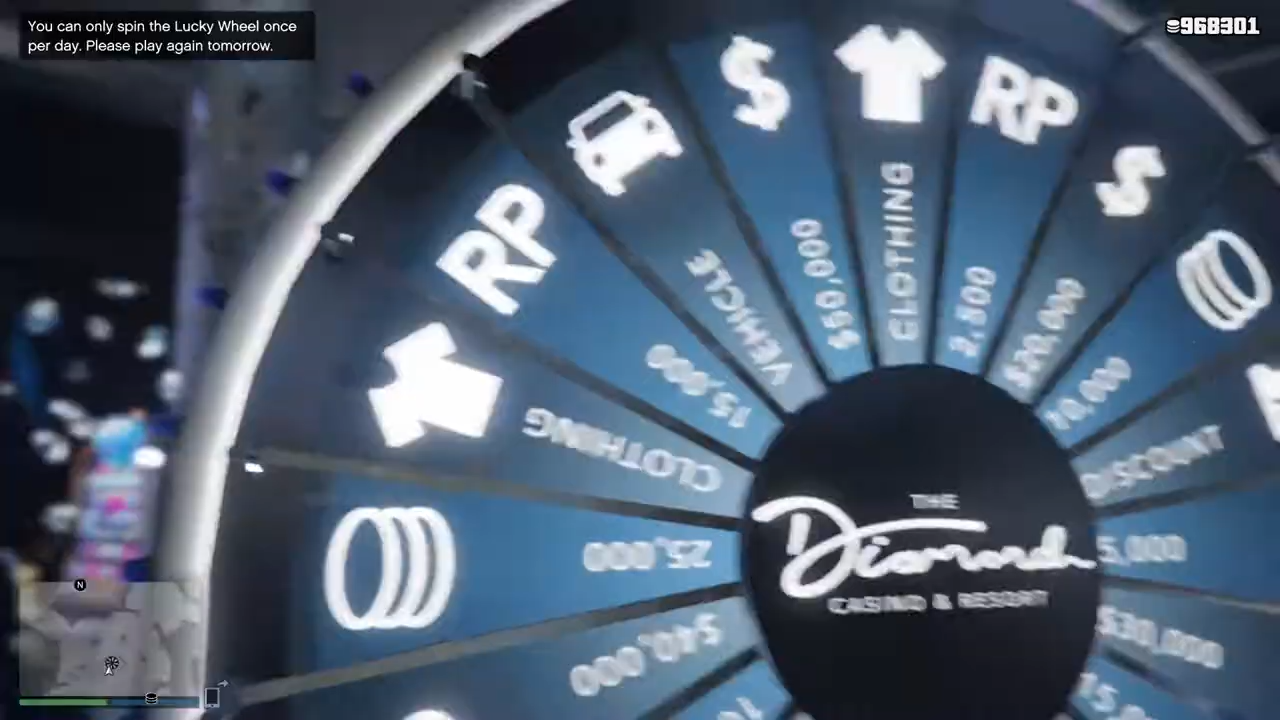 You can only spin the Lucky Wheel once
per day. Please play again tomorrow.
968301
$
RP
$
RP
VEHICLE
$50,000
CLOTHING
2,500
$20,000
10,000
15,000
CLOTHING
DISCOUNT
25,000
5,000
$40,000
$30,000
THE
Diamond
CASINO & RESORT
N